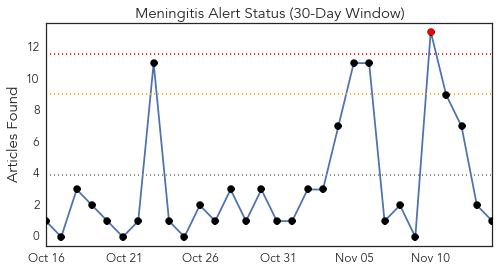 Meningitis Alert Status (30-Day Window)
Articles Found
12
10
8
6
4
2
0
Oct 16 Oct 21 Oct 26 Oct 31 Nov 05 Nov 10